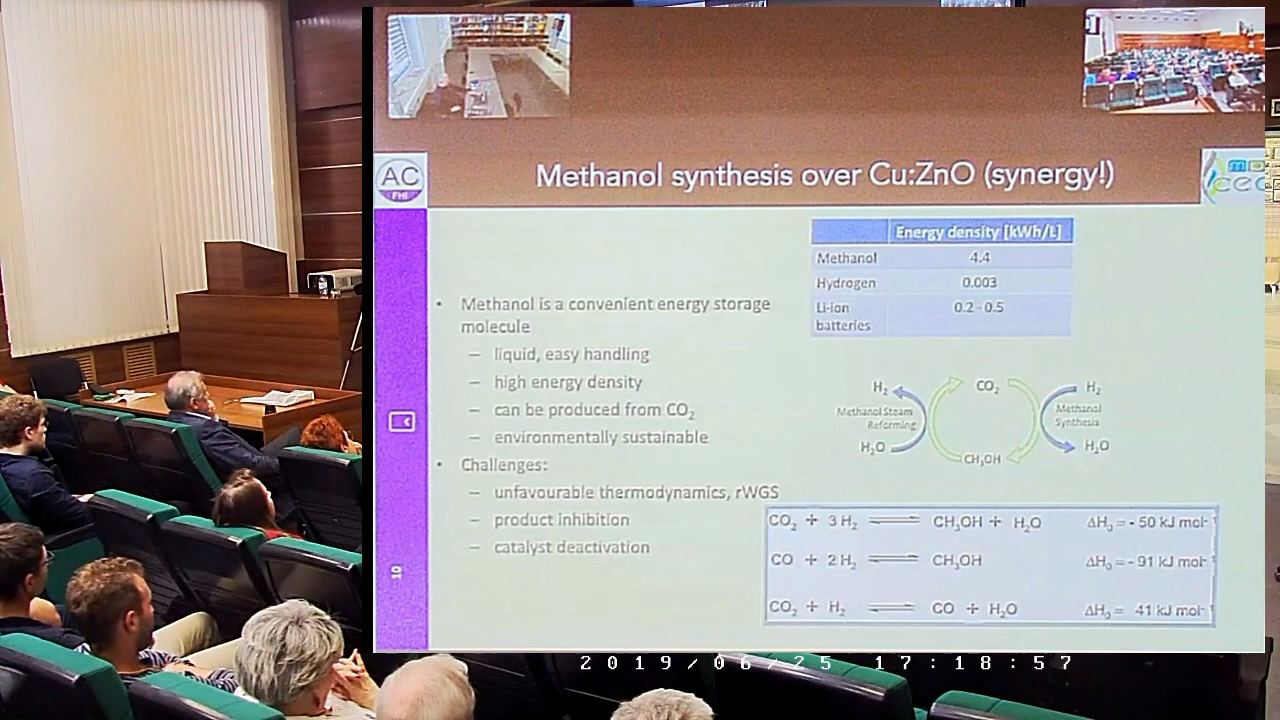 AC
FHI
Methanol synthesis over Cu:ZnO (synergy!)
Energy density [kWh/L]
Methanol 4.4
Hydrogen 0.003
Li-ion batteries 0.2 - 0.5
• Methanol is a convenient energy storage
molecule
– liquid, easy handling
– high energy density
– can be produced from CO₂
– environmentally sustainable
• Challenges:
– unfavourable thermodynamics, rWGS
– product inhibition
– catalyst deactivation
H₂ CO₂ H₂
Methanol Steam
Reforming
Methanol
Synthesis
H₂O CH₃OH H₂O
CO₂ + 3 H₂ ⇌ CH₃OH + H₂O ΔH₀ = - 50 kJ mol⁻¹
CO + 2 H₂ ⇌ CH₃OH ΔH₀ = - 91 kJ mol⁻¹
CO₂ + H₂ ⇌ CO + H₂O ΔH₀ = 41 kJ mol⁻¹
10
2019/06/25 17:18:57